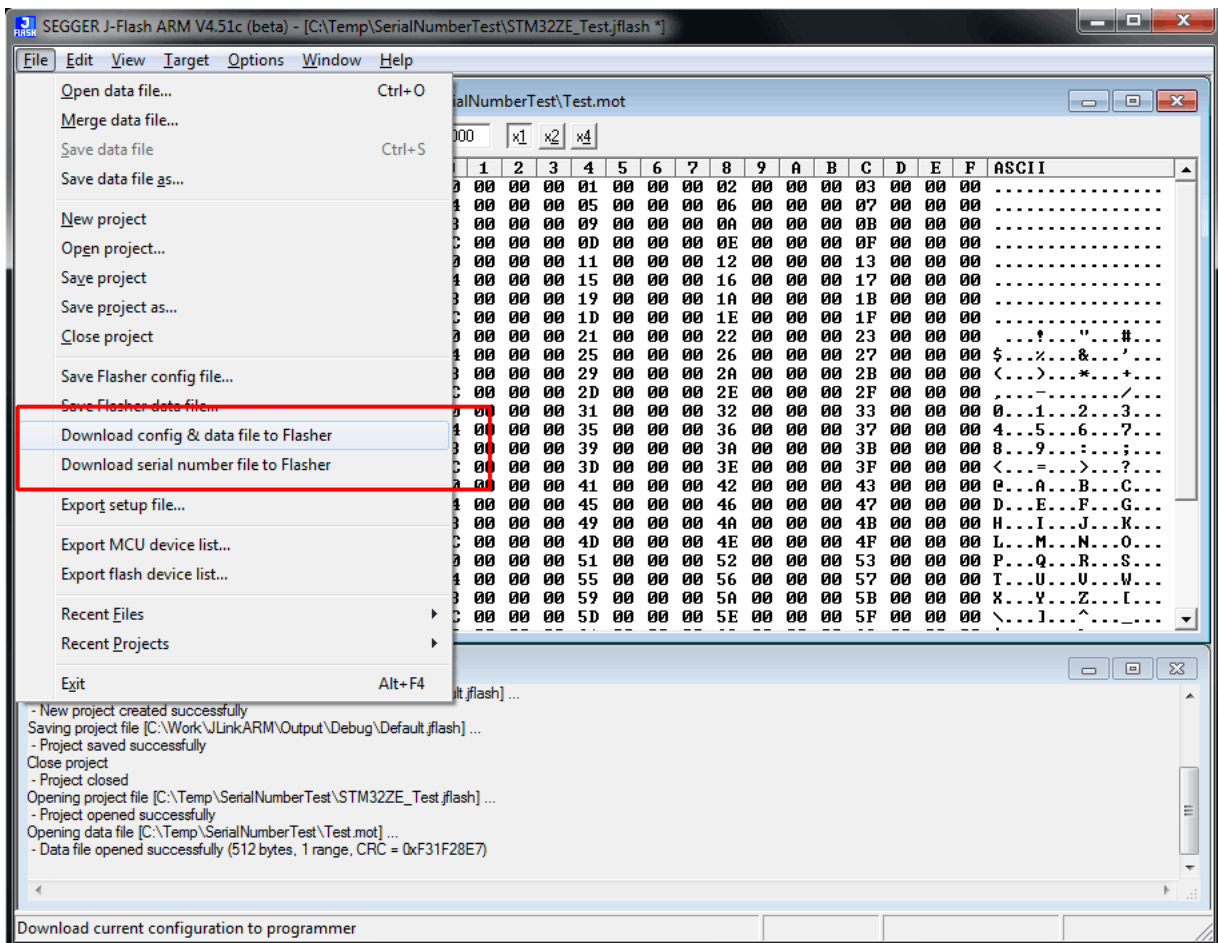 SEGGER J-Flash ARM V4.51c (beta) - [C:\Temp\SerialNumberTest\STM32ZE_Test.jflash *]
File Edit View Target Options Window Help
Open data file... Ctrl+O
Merge data file...
Save data file Ctrl+S
Save data file as...
New project
Open project...
Save project
Save project as...
Close project
Save Flasher config file...
Save Flasher data file...
Download config & data file to Flasher
Download serial number file to Flasher
Export setup file...
Export MCU device list...
Export flash device list...
Recent Files
Recent Projects
Exit Alt+F4
ialNumberTest\Test.mot
000 x1 x2 x4
1 2 3 4 5 6 7 8 9 A B C D E F ASCII
00 00 00 01 00 00 00 02 00 00 00 03 00 00 00 ................
00 00 00 05 00 00 00 06 00 00 00 07 00 00 00 ................
00 00 00 09 00 00 00 0A 00 00 00 0B 00 00 00 ................
00 00 00 0D 00 00 00 0E 00 00 00 0F 00 00 00 ................
00 00 00 11 00 00 00 12 00 00 00 13 00 00 00 ................
00 00 00 15 00 00 00 16 00 00 00 17 00 00 00 ................
00 00 00 19 00 00 00 1A 00 00 00 1B 00 00 00 ................
00 00 00 1D 00 00 00 1E 00 00 00 1F 00 00 00 ................
00 00 00 21 00 00 00 22 00 00 00 23 00 00 00 ...!..."...#...
00 00 00 25 00 00 00 26 00 00 00 27 00 00 00 $...%...&...'...
00 00 00 29 00 00 00 2A 00 00 00 2B 00 00 00 (...)...*...+...
00 00 00 2D 00 00 00 2E 00 00 00 2F 00 00 00 ,...-......./...
00 00 00 31 00 00 00 32 00 00 00 33 00 00 00 0...1...2...3...
00 00 00 35 00 00 00 36 00 00 00 37 00 00 00 4...5...6...7...
00 00 00 39 00 00 00 3A 00 00 00 3B 00 00 00 8...9...:...;...
00 00 00 3D 00 00 00 3E 00 00 00 3F 00 00 00 <...=...>...?...
00 00 00 41 00 00 00 42 00 00 00 43 00 00 00 @...A...B...C...
00 00 00 45 00 00 00 46 00 00 00 47 00 00 00 D...E...F...G...
00 00 00 49 00 00 00 4A 00 00 00 4B 00 00 00 H...I...J...K...
00 00 00 4D 00 00 00 4E 00 00 00 4F 00 00 00 L...M...N...O...
00 00 00 51 00 00 00 52 00 00 00 53 00 00 00 P...Q...R...S...
00 00 00 55 00 00 00 56 00 00 00 57 00 00 00 T...U...V...W...
00 00 00 59 00 00 00 5A 00 00 00 5B 00 00 00 X...Y...Z...[...
00 00 00 5D 00 00 00 5E 00 00 00 5F 00 00 00 \...]...^..._...
ult.jflash] ...
- New project created successfully
Saving project file [C:\Work\JLinkARM\Output\Debug\Default.jflash] ...
- Project saved successfully
Close project
- Project closed
Opening project file [C:\Temp\SerialNumberTest\STM32ZE_Test.jflash] ...
- Project opened successfully
Opening data file [C:\Temp\SerialNumberTest\Test.mot] ...
- Data file opened successfully (512 bytes, 1 range, CRC = 0xF31F28E7)
Download current configuration to programmer